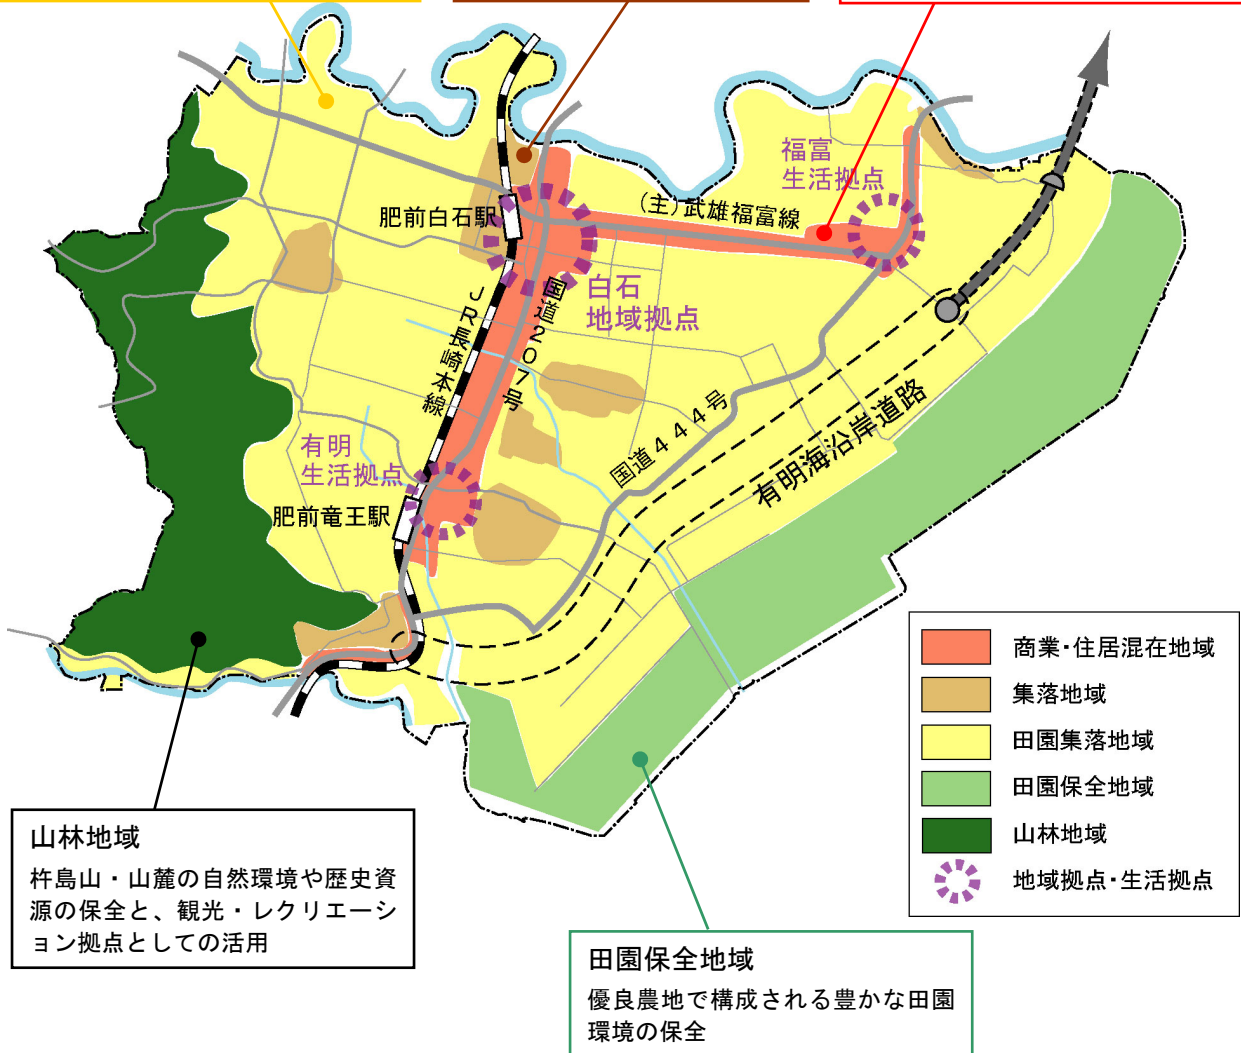 福富
生活拠点
(主)武雄福富線
肥前白石駅
白石
地域拠点
国道207号
JR長崎本線
有明
生活拠点
肥前竜王駅
国道444号
有明海沿岸道路
商業・住居混在地域
集落地域
田園集落地域
田園保全地域
山林地域
地域拠点・生活拠点
山林地域
杵島山・山麓の自然環境や歴史資
源の保全と、観光・レクリエーシ
ョン拠点としての活用
田園保全地域
優良農地で構成される豊かな田園
環境の保全